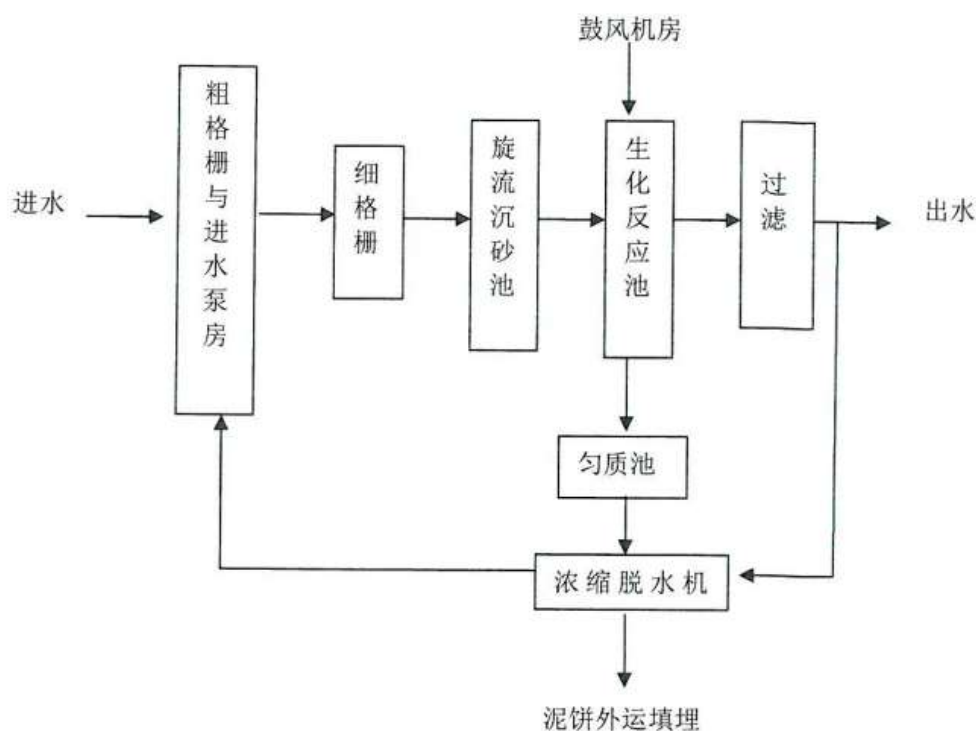 鼓风机房
进水
粗格栅与进水泵房
细格栅
旋流沉砂池
生化反应池
过滤
出水
匀质池
浓缩脱水机
泥饼外运填埋